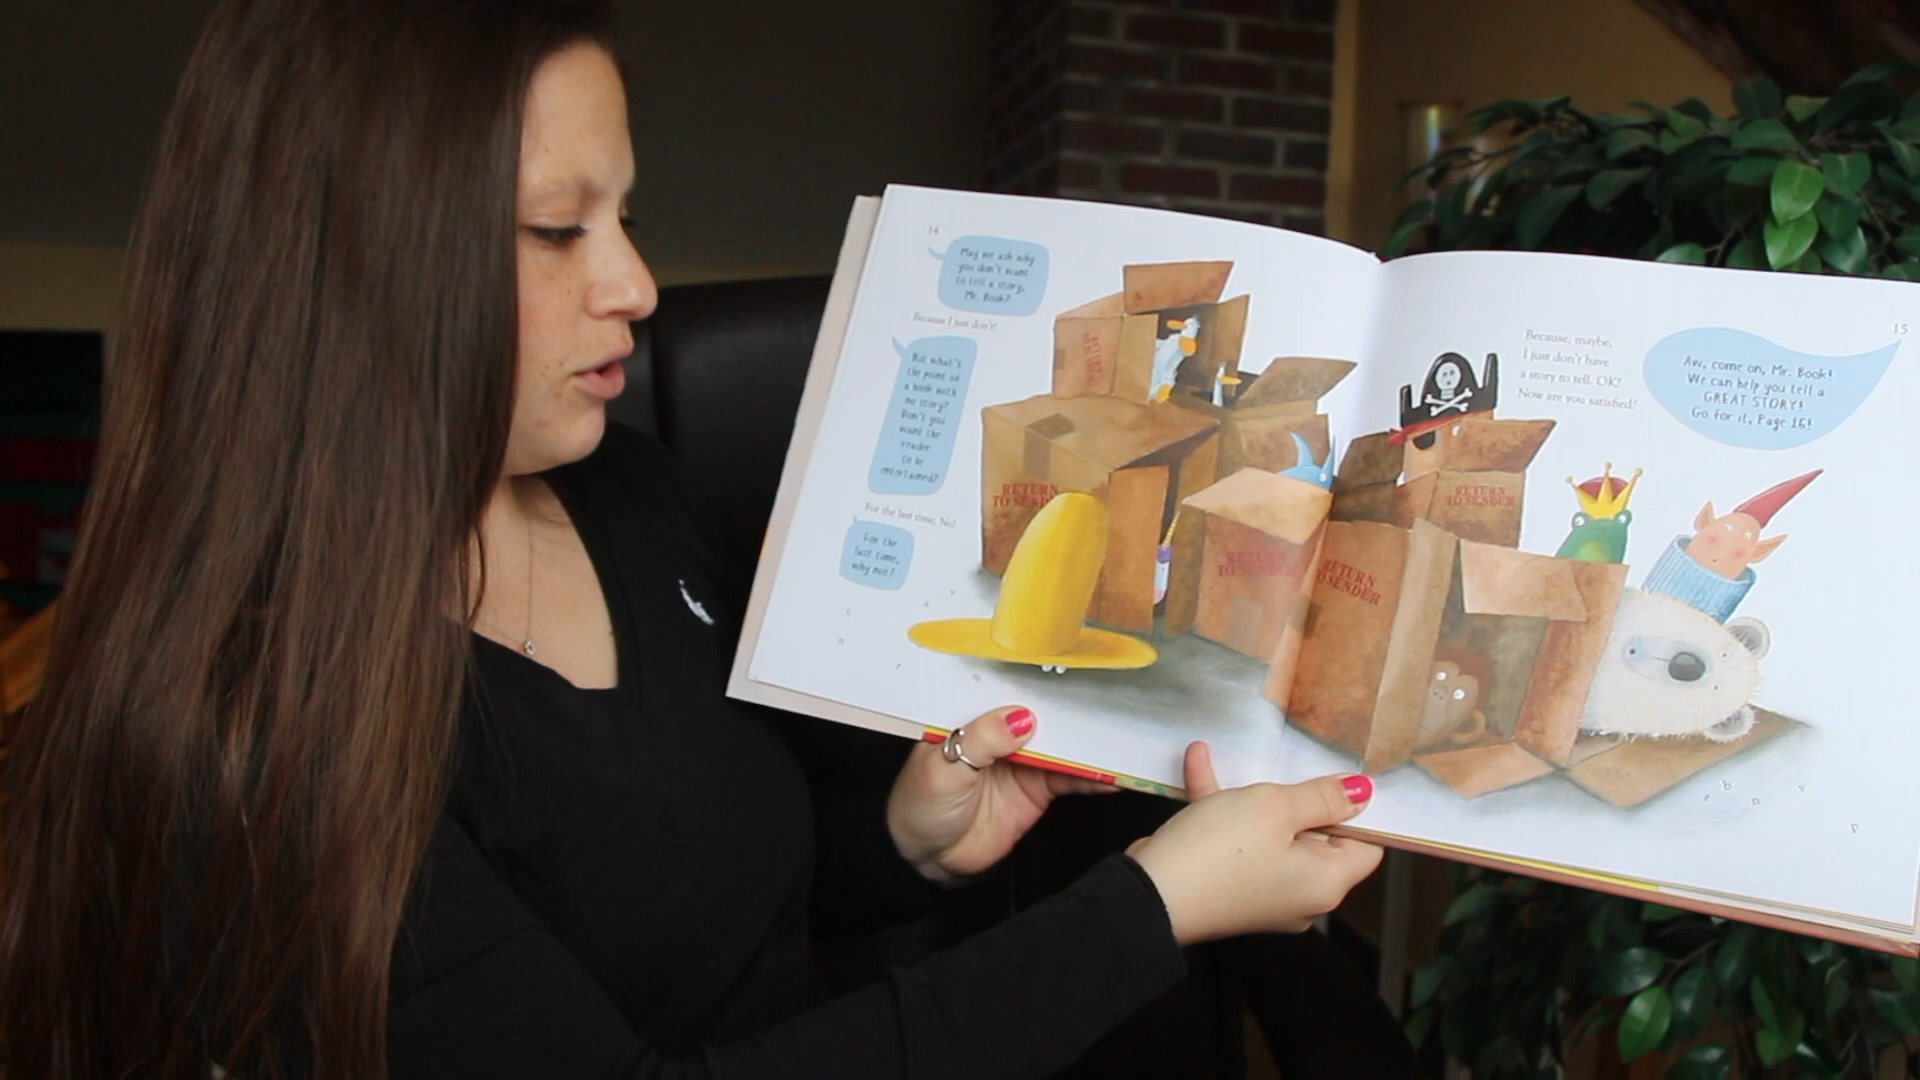 14
May we ask why
you don't want
to tell a story,
Mr. Book?
Because I just don't!
But what's
the point of
a book with
no story?
Don't you
want the
reader
to be
entertained?
For the last time, No!
For the
last time,
why not?
RETURN
TO SENDER
RETURN
TO SENDER
RETURN
TO SENDER
RETURN
TO SENDER
15
Because, maybe,
I just don't have
a story to tell. OK?
Now are you satisfied?
Aw, come on, Mr. Book!
We can help you tell a
GREAT STORY!
Go for it, Page 16!